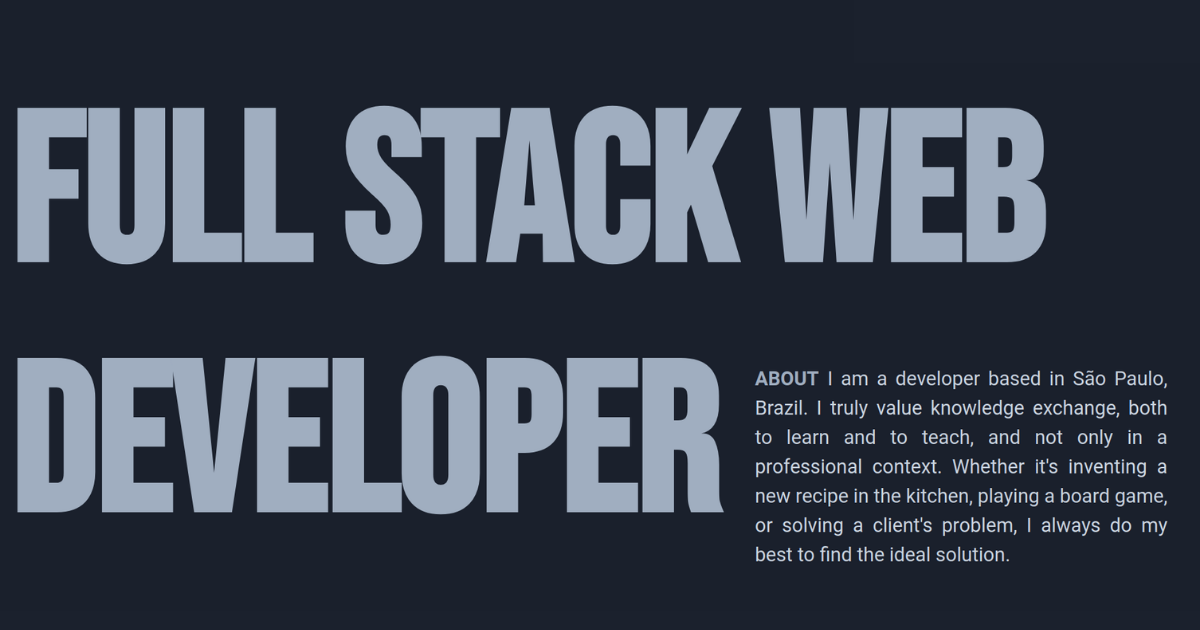 FULL STACK WEB
DEVELOPER
ABOUT I am a developer based in São Paulo,
Brazil. I truly value knowledge exchange, both
to learn and to teach, and not only in a
professional context. Whether it's inventing a
new recipe in the kitchen, playing a board game,
or solving a client's problem, I always do my
best to find the ideal solution.